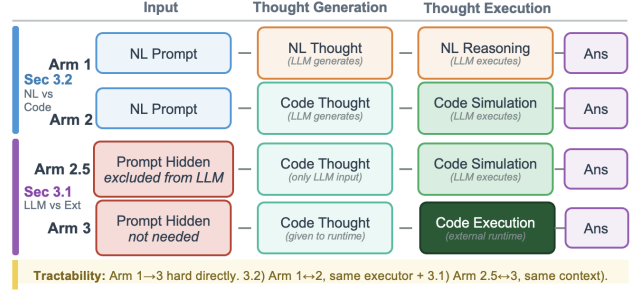 Input Thought Generation Thought Execution
Arm 1 NL Prompt NL Thought NL Reasoning Ans
(LLM generates) (LLM executes)
Sec 3.2
NL vs
Code
Arm 2 NL Prompt Code Thought Code Simulation Ans
(LLM generates) (LLM executes)
Arm 2.5 Prompt Hidden Code Thought Code Simulation Ans
excluded from LLM (only LLM input) (LLM executes)
Sec 3.1
LLM vs Ext
Arm 3 Prompt Hidden Code Thought Code Execution Ans
not needed (given to runtime) (external runtime)
Tractability: Arm 1→3 hard directly. 3.2) Arm 1↔2, same executor + 3.1) Arm 2.5↔3, same context).